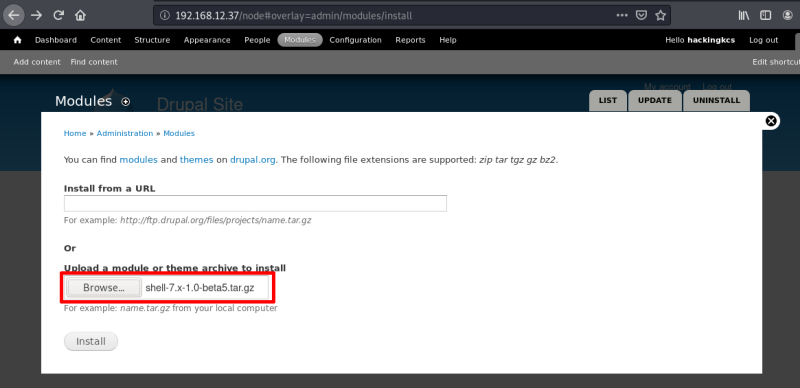 192.168.12.37/node#overlay=admin/modules/install
Dashboard Content Structure Appearance People Modules Configuration Reports Help Hello hackingkcs Log out
Add content Find content Edit shortcu
My account Log out
Modules Drupal Site LIST UPDATE UNINSTALL
Home » Administration » Modules
You can find modules and themes on drupal.org. The following file extensions are supported: zip tar tgz gz bz2.
Install from a URL
For example: http://ftp.drupal.org/files/projects/name.tar.gz
Or
Upload a module or theme archive to install
Browse... shell-7.x-1.0-beta5.tar.gz
For example: name.tar.gz from your local computer
Install